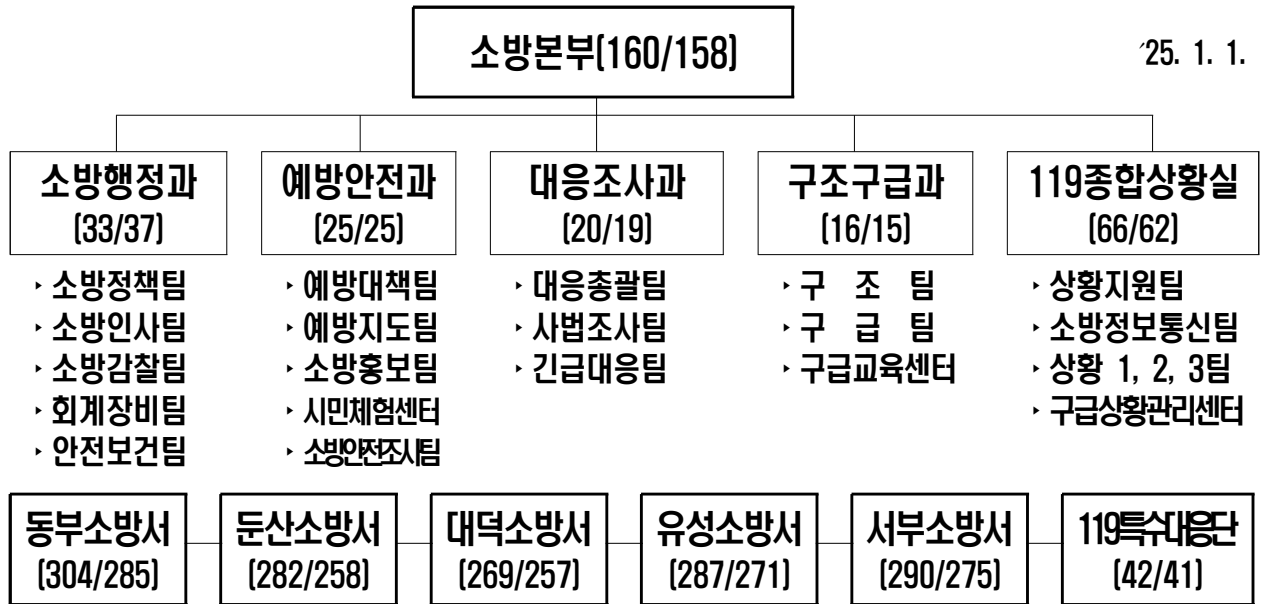 소방본부(160/158)
'25. 1. 1.
소방행정과
(33/37)
‣ 소방정책팀
‣ 소방인사팀
‣ 소방감찰팀
‣ 회계장비팀
‣ 안전보건팀
예방안전과
(25/25)
‣ 예방대책팀
‣ 예방지도팀
‣ 소방홍보팀
‣ 시민체험센터
‣ 소방안전조사팀
대응조사과
(20/19)
‣ 대응총괄팀
‣ 사법조사팀
‣ 긴급대응팀
구조구급과
(16/15)
‣ 구 조 팀
‣ 구 급 팀
‣ 구급교육센터
119종합상황실
(66/62)
‣ 상황지원팀
‣ 소방정보통신팀
‣ 상황 1, 2, 3팀
‣ 구급상황관리센터
동부소방서
(304/285)
둔산소방서
(282/258)
대덕소방서
(269/257)
유성소방서
(287/271)
서부소방서
(290/275)
119특수대응단
(42/41)